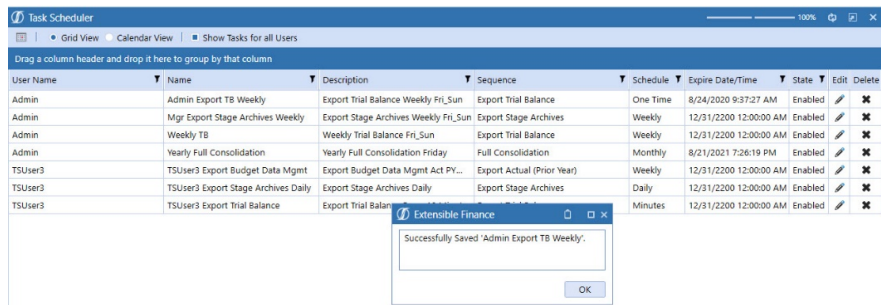 Task Scheduler 100%
Grid View Calendar View Show Tasks for all Users
Drag a column header and drop it here to group by that column
User Name Name Description Sequence Schedule Expire Date/Time State Edit Delete
Admin Admin Export TB Weekly Export Trial Balance Weekly Fri_Sun Export Trial Balance One Time 8/24/2020 9:37:27 AM Enabled
Admin Mgr Export Stage Archives Weekly Export Stage Archives Weekly Fri_Sun Export Stage Archives Weekly 12/31/2200 12:00:00 AM Enabled
Admin Weekly TB Weekly Trial Balance Fri_Sun Export Trial Balance Weekly 12/31/2200 12:00:00 AM Enabled
Admin Yearly Full Consolidation Yearly Full Consolidation Friday Full Consolidation Monthly 8/21/2021 7:26:19 PM Enabled
TSUser3 TSUser3 Export Budget Data Mgmt Export Budget Data Mgmt Act PY... Export Actual (Prior Year) Weekly 12/31/2200 12:00:00 AM Enabled
TSUser3 TSUser3 Export Stage Archives Daily Export Stage Archives Daily Export Stage Archives Daily 12/31/2200 12:00:00 AM Enabled
TSUser3 TSUser3 Export Trial Balance Export Trial Minutes 12/31/2200 12:00:00 AM Enabled
Extensible Finance
Successfully Saved 'Admin Export TB Weekly'.
OK